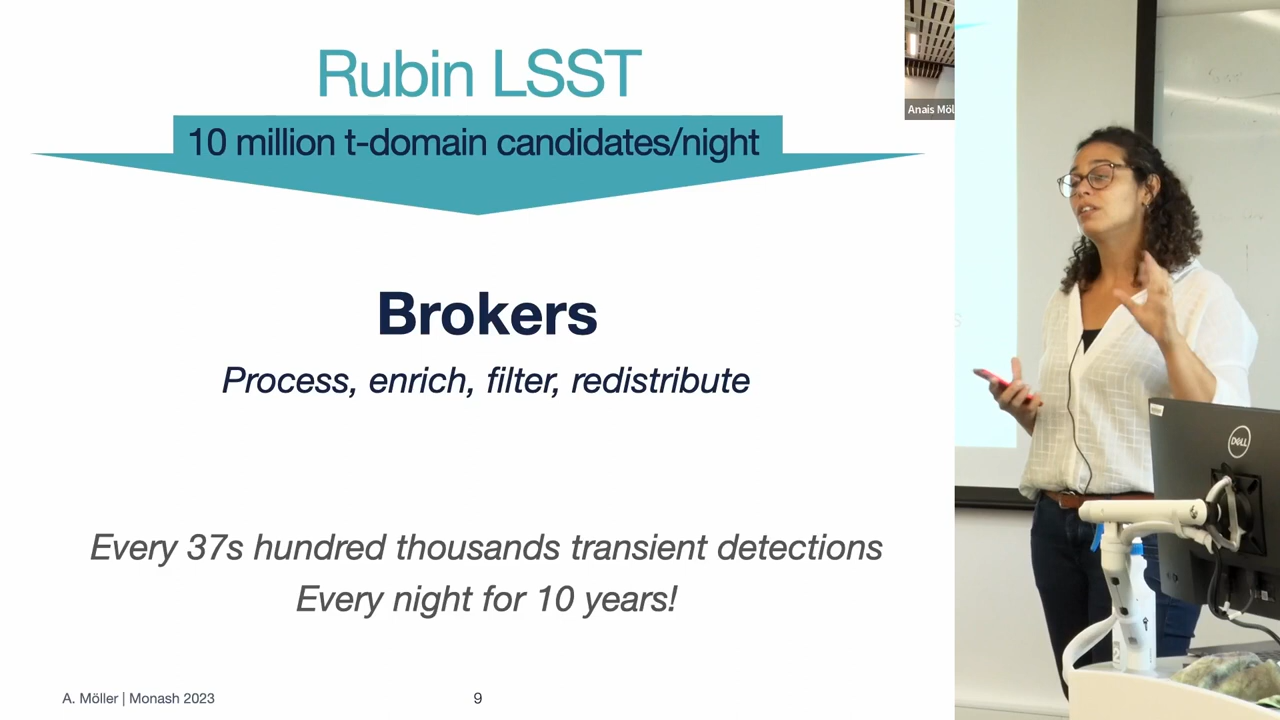 Rubin LSST
10 million t-domain candidates/night
Brokers
Process, enrich, filter, redistribute
Every 37s hundred thousands transient detections
Every night for 10 years!
A. Möller | Monash 2023
9
Anais Möl
DELL